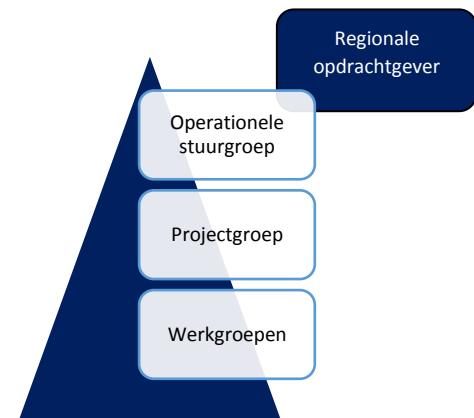 Regionale
opdrachtgever
Operationele
stuurgroep
Projectgroep
Werkgroepen